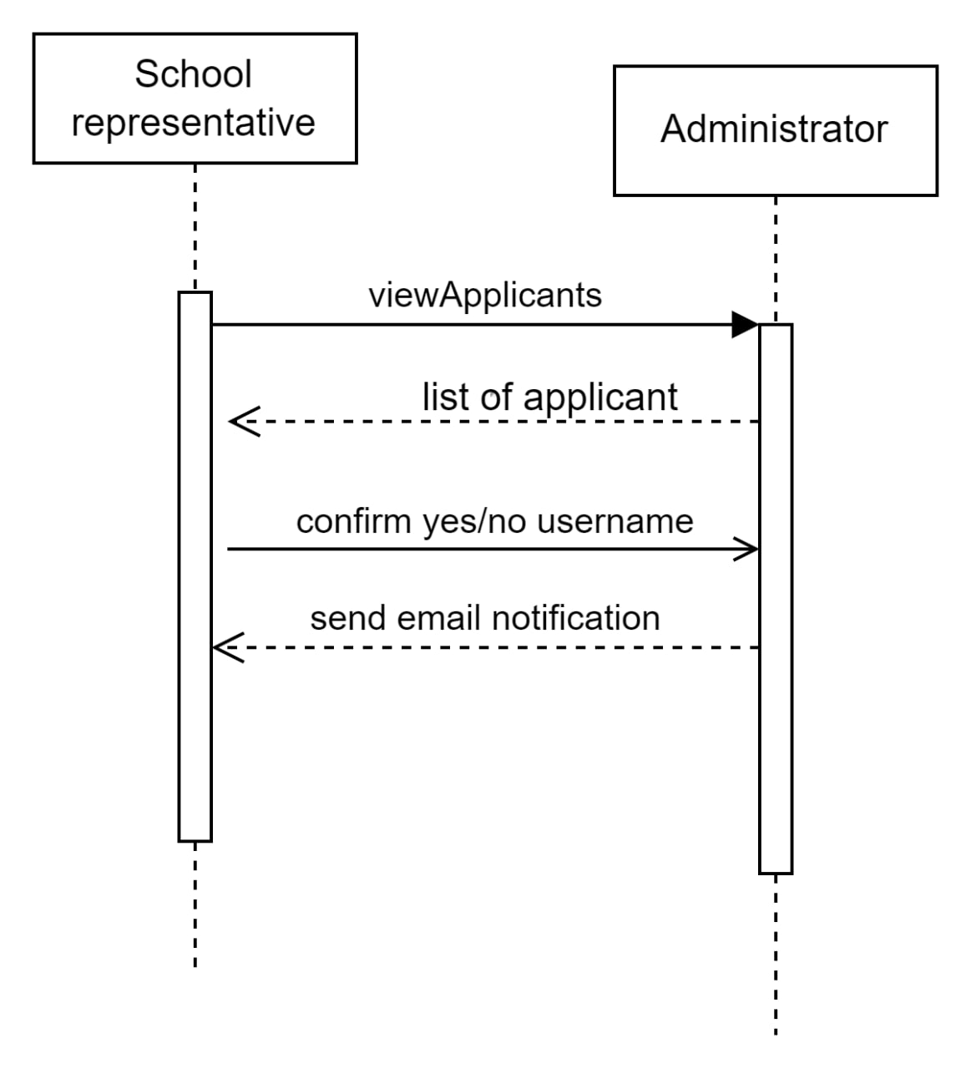 School
representative
Administrator
viewApplicants
list of applicant
confirm yes/no username
send email notification